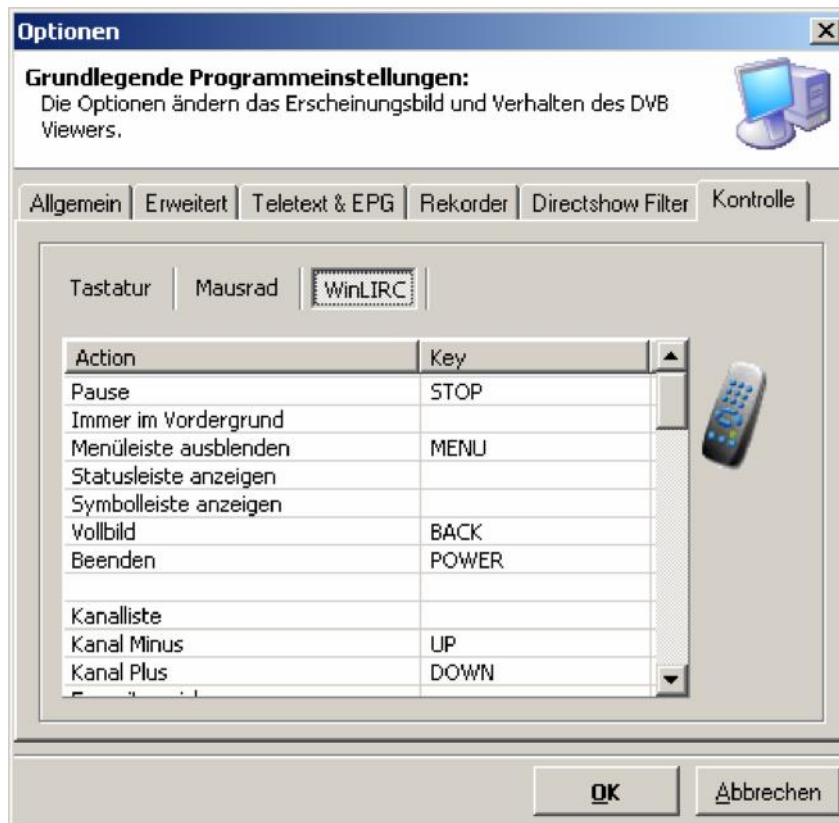 Optionen
Grundlegende Programmeinstellungen:
Die Optionen ändern das Erscheinungsbild und Verhalten des DVB
Viewers.
Allgemein Erweitert Teletext & EPG Rekorder Directshow Filter Kontrolle
Tastatur Mausrad WinLIRC
Action Key
Pause STOP
Immer im Vordergrund
Menüleiste ausblenden MENU
Statusleiste anzeigen
Symbolleiste anzeigen
Vollbild BACK
Beenden POWER
Kanalliste
Kanal Minus UP
Kanal Plus DOWN
OK Abbrechen